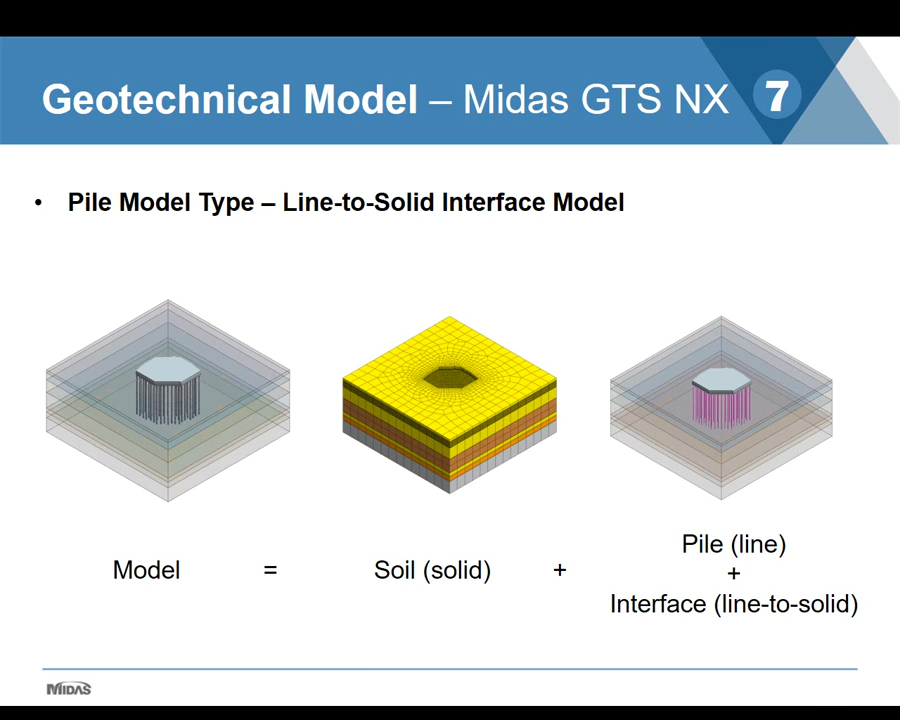 Geotechnical Model – Midas GTS NX 7
• Pile Model Type – Line-to-Solid Interface Model
Model = Soil (solid) + Pile (line)
+
Interface (line-to-solid)
MIDAS